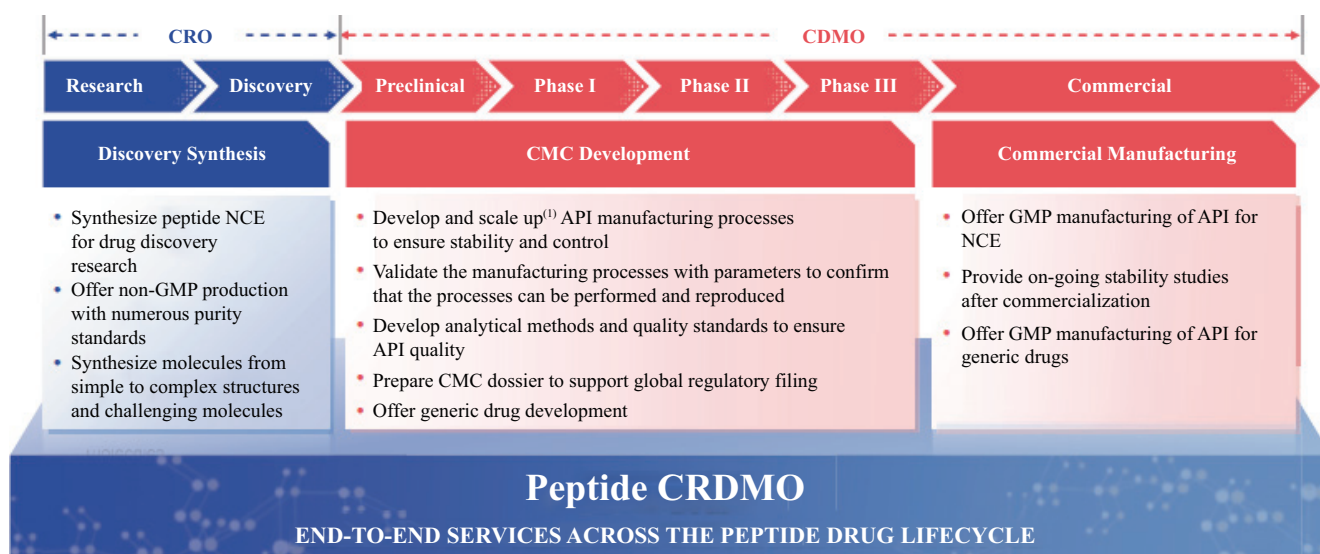 CRO
CDMO
Research
Discovery
Preclinical
Phase I
Phase II
Phase III
Commercial
Discovery Synthesis
• Synthesize peptide NCE
for drug discovery
research
• Offer non-GMP production
with numerous purity
standards
• Synthesize molecules from
simple to complex structures
and challenging molecules
CMC Development
• Develop and scale up(1) API manufacturing processes
to ensure stability and control
• Validate the manufacturing processes with parameters to confirm
that the processes can be performed and reproduced
• Develop analytical methods and quality standards to ensure
API quality
• Prepare CMC dossier to support global regulatory filing
• Offer generic drug development
Commercial Manufacturing
• Offer GMP manufacturing of API for
NCE
• Provide on-going stability studies
after commercialization
• Offer GMP manufacturing of API for
generic drugs
Peptide CRDMO
END-TO-END SERVICES ACROSS THE PEPTIDE DRUG LIFECYCLE